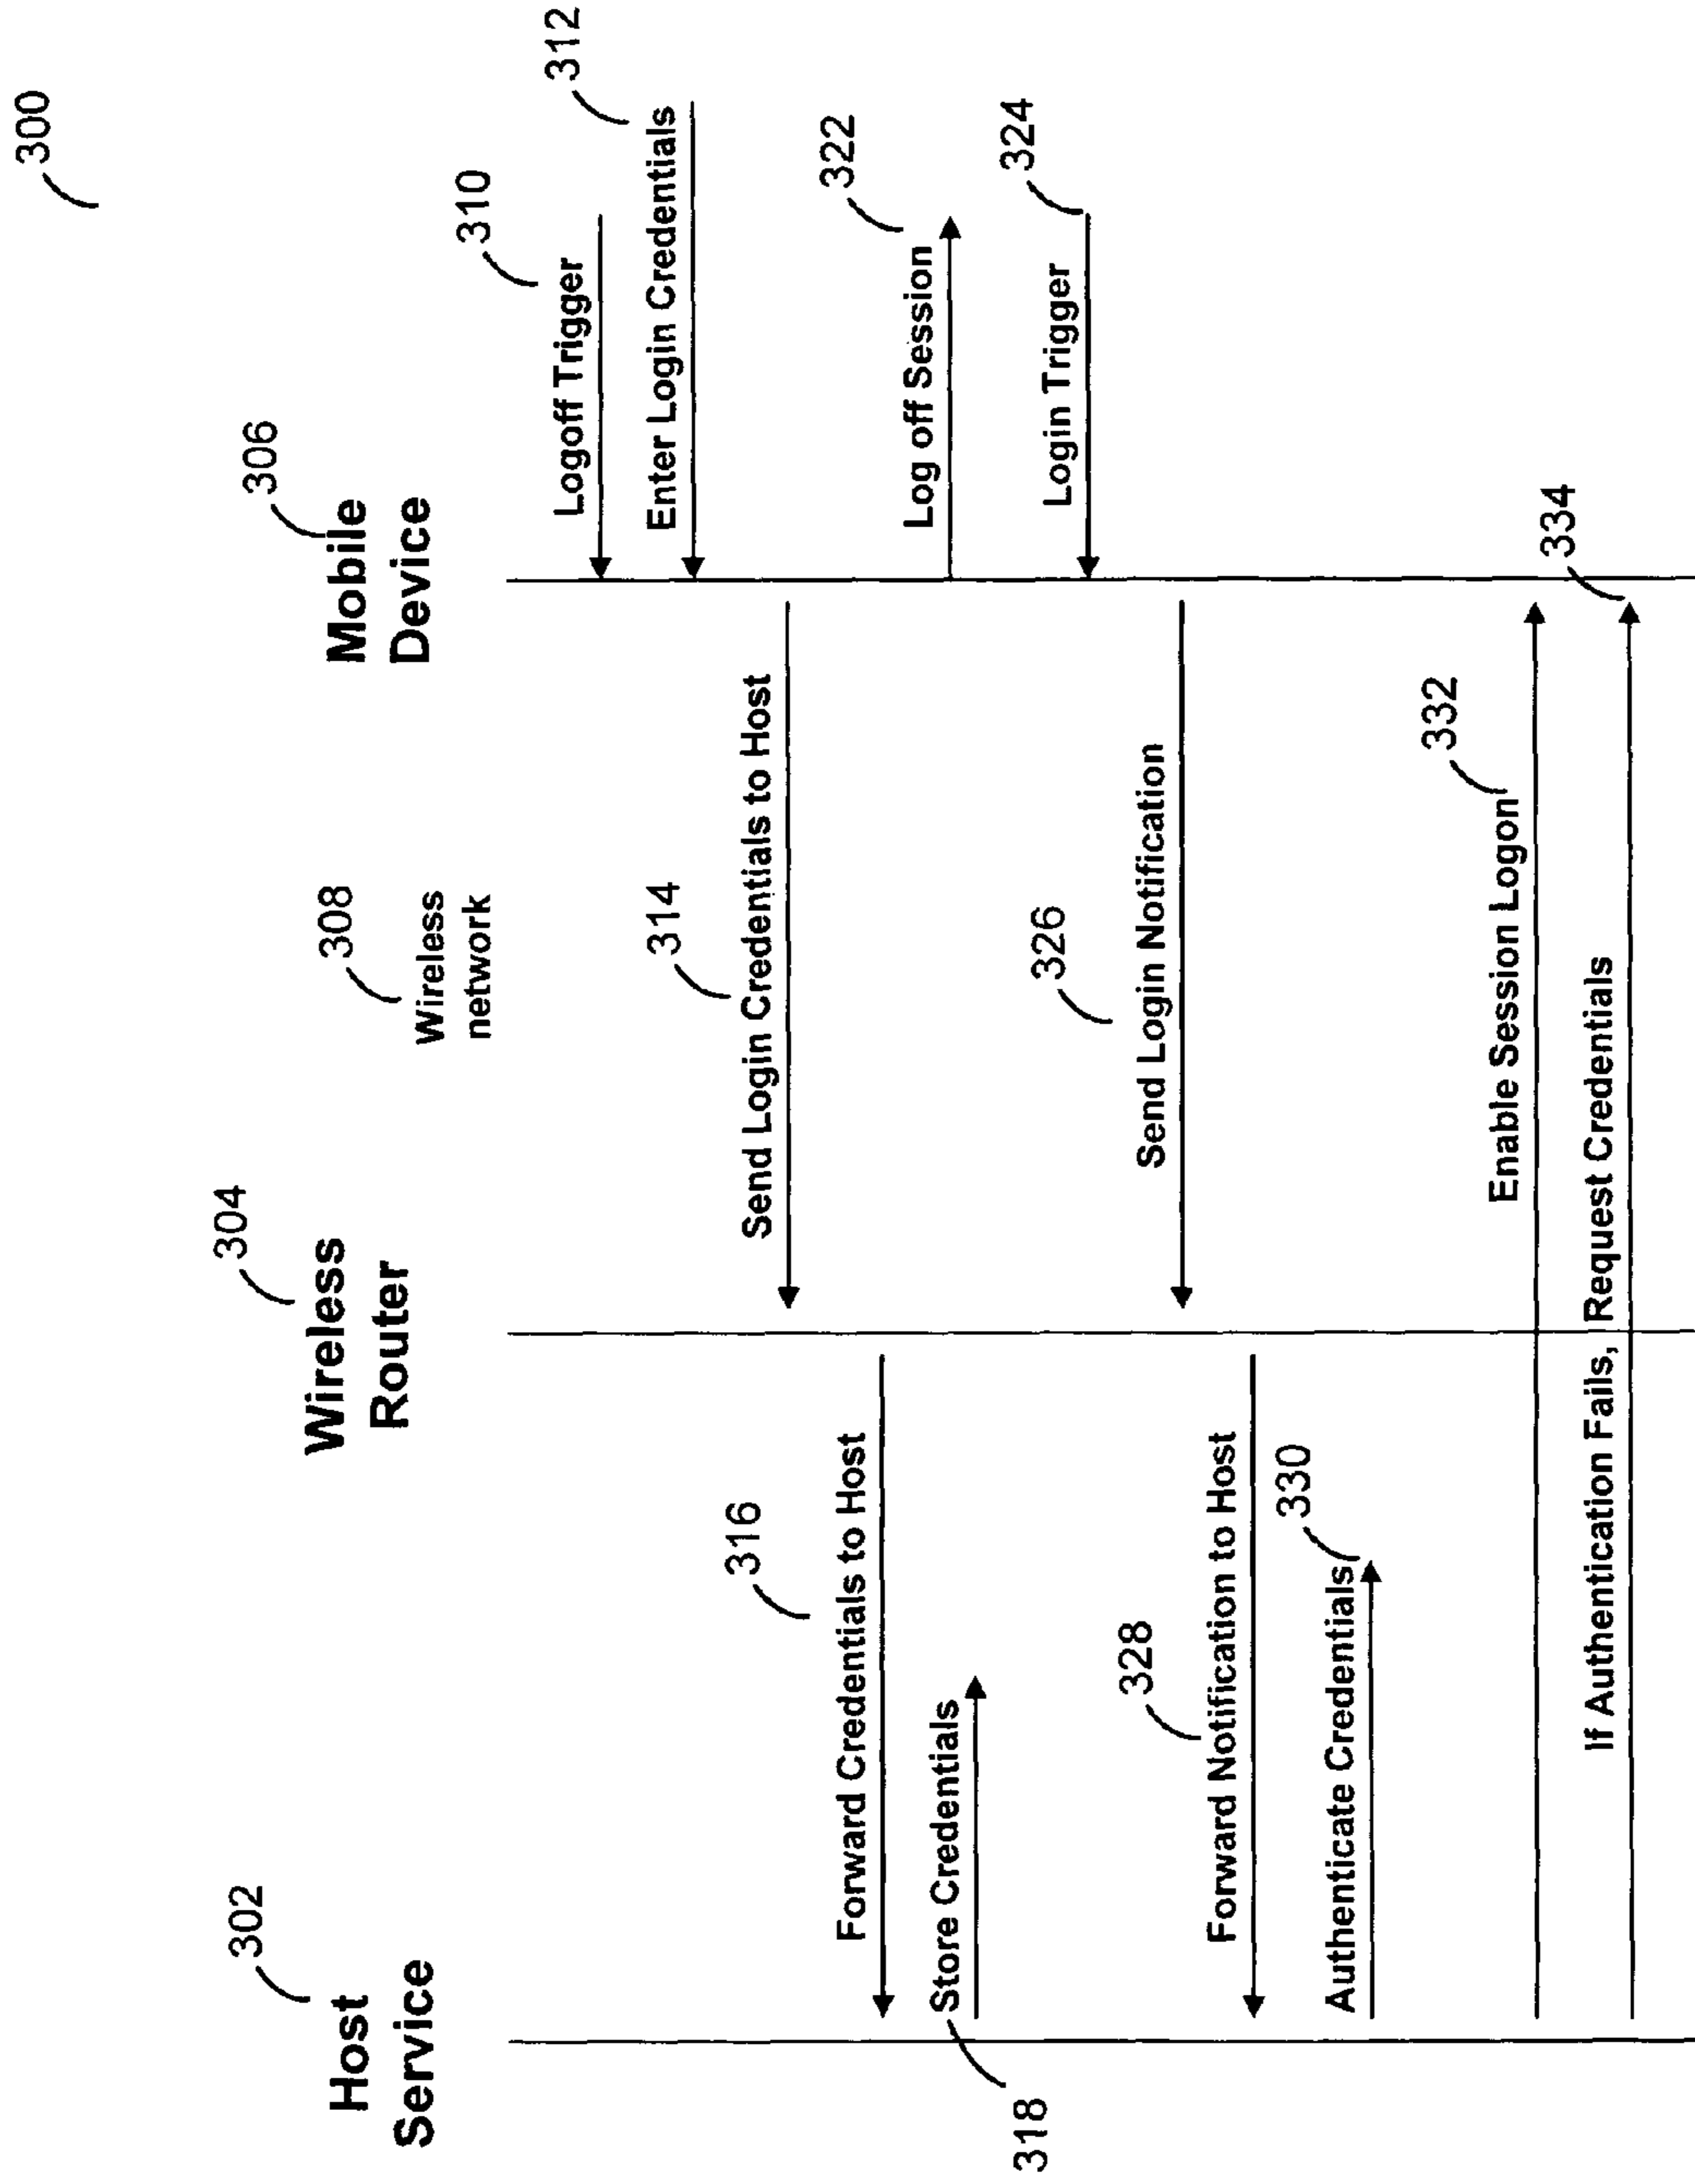 300
302
Host
Service
304
Wireless
Router
308
Wireless
network
306
Mobile
Device
310
Logoff Trigger
312
Enter Login Credentials
314
Send Login Credentials to Host
316
Forward Credentials to Host
318
Store Credentials
322
Log off Session
324
Login Trigger
326
Send Login Notification
328
Forward Notification to Host
330
Authenticate Credentials
332
Enable Session Logon
334
If Authentication Fails, Request Credentials